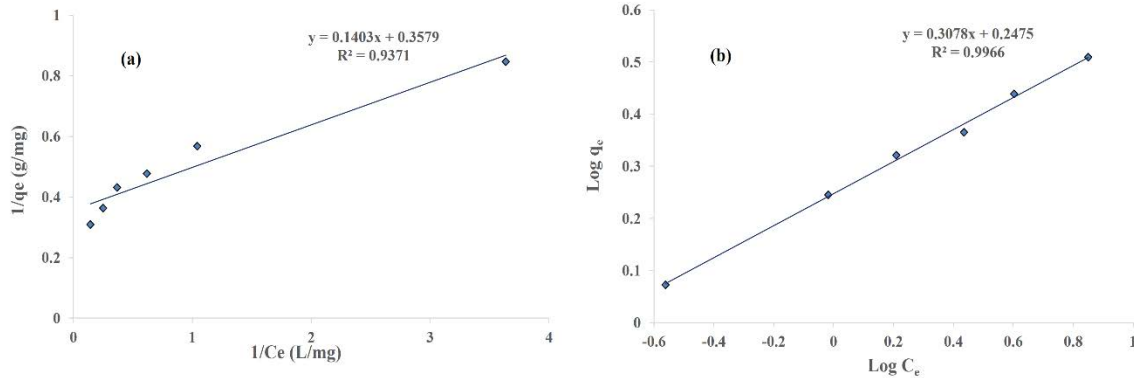 (a)
y = 0.1403x + 0.3579
R² = 0.9371
1
0.8
0.6
0.4
0.2
0
0
1
2
3
4
1/qe (g/mg)
1/Ce (L/mg)
(b)
y = 0.3078x + 0.2475
R² = 0.9966
0.6
0.5
0.4
0.3
0.2
0.1
0
-0.6
-0.4
-0.2
0
0.2
0.4
0.6
0.8
1
Log qₑ
Log Cₑ